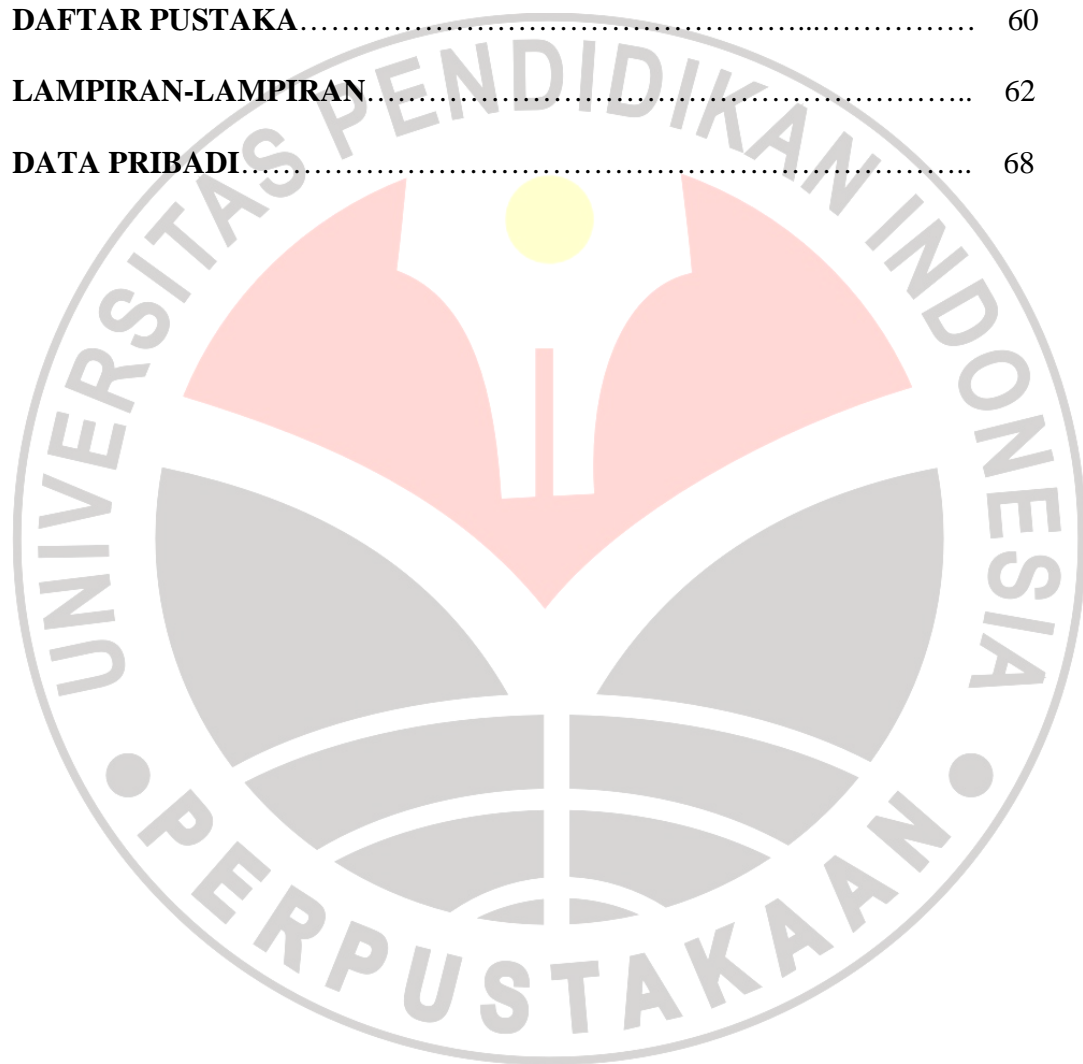 DAFTAR PUSTAKA……………………………………………...…………… 60
LAMPIRAN-LAMPIRAN………………………………………………….. 62
DATA PRIBADI…………………………………………………………….. 68
UNIVERSITAS PENDIDIKAN INDONESIA
PERPUSTAKAAN